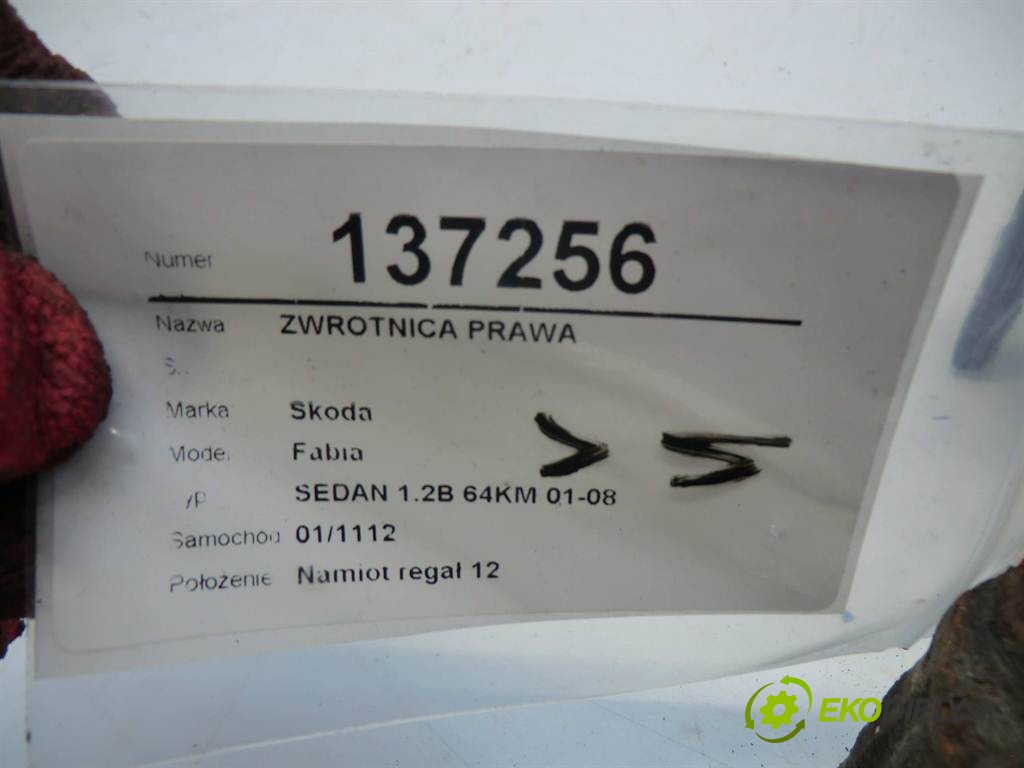 Numer 137256
Nazwa ZWROTNICA PRAWA
Marka Skoda
Model Fabia
SEDAN 1.2B 64KM 01-08
Samochód 01/1112
Położenie Namiot regał 12